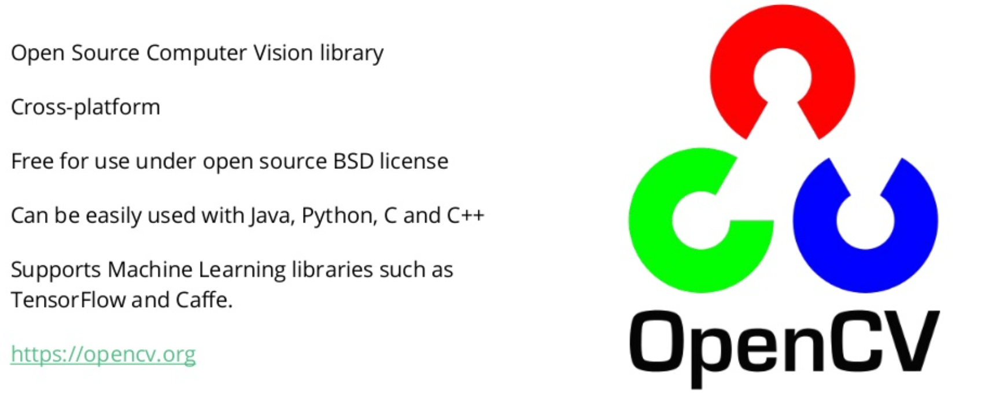 Open Source Computer Vision library
Cross-platform
Free for use under open source BSD license
Can be easily used with Java, Python, C and C++
Supports Machine Learning libraries such as
TensorFlow and Caffe.
https://opencv.org
OpenCV